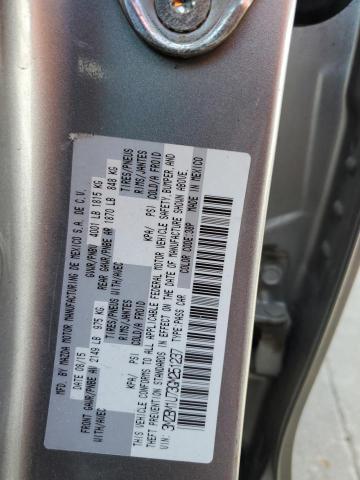 MFD. BY MAZDA MOTOR MANUFACTURING DE MEXICO S.A. DE C.V.
DATE 08/15 GVWR/PNBV 4001 LB 1815 KG
FRONT GAWR/PNBE AV 2149 LB 975 KG REAR GAWR/PNBE AR 1870 LB 848 KG
WITH/AVEC TIRES/PNEUS WITH/AVEC TIRES/PNEUS
RIMS/JANTES RIMS/JANTES
KPA/ PSI COLD/A FROID KPA/ PSI COLD/A FROID
THIS VEHICLE CONFORMS TO ALL APPLICABLE FEDERAL MOTOR VEHICLE SAFETY, BUMPER AND
THEFT PREVENTION STANDARDS IN EFFECT ON THE DATE OF MANUFACTURE SHOWN ABOVE.
VIN: TYPE:PASS CAR COLOR CODE:38P MADE IN MEXICO